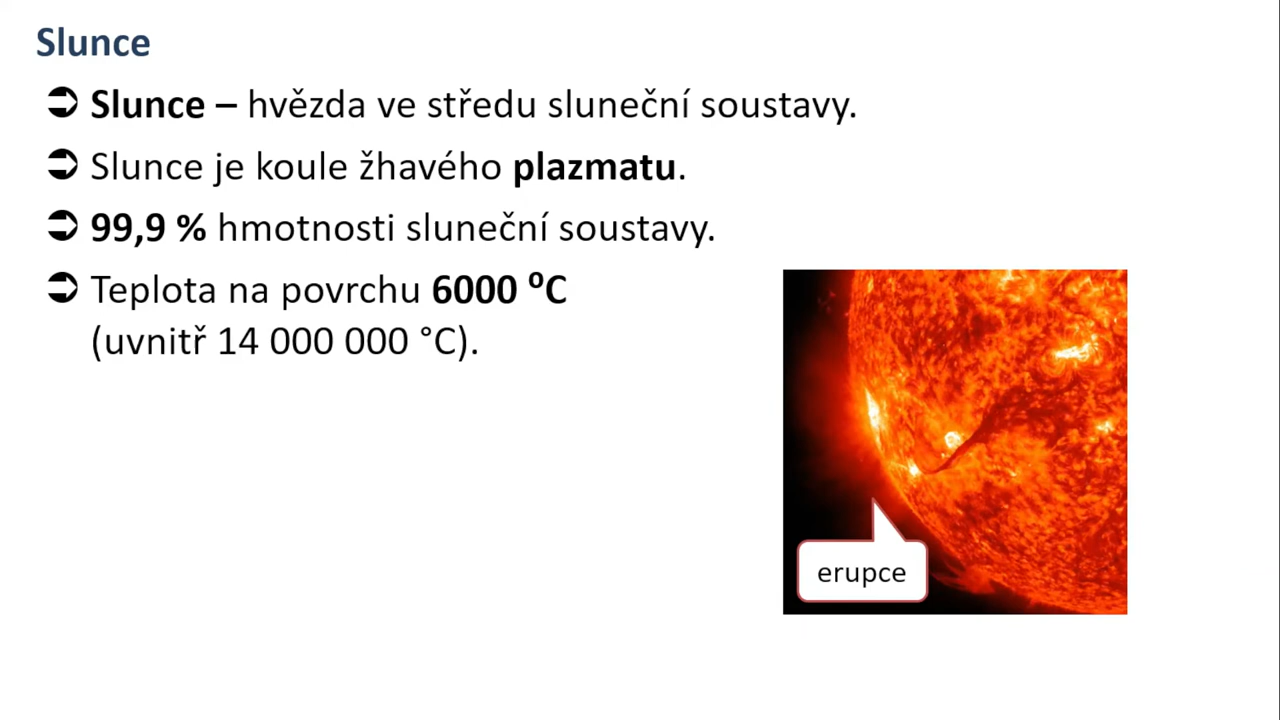 Slunce
➲ Slunce – hvězda ve středu sluneční soustavy.
➲ Slunce je koule žhavého plazmatu.
➲ 99,9 % hmotnosti sluneční soustavy.
➲ Teplota na povrchu 6000 ⁰C
(uvnitř 14 000 000 °C).
erupce